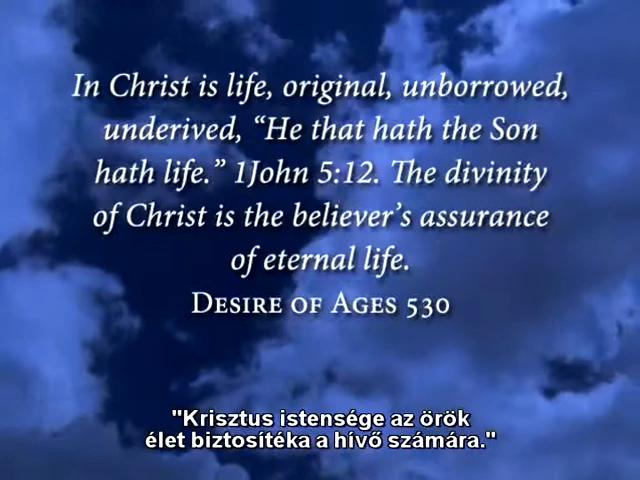 In Christ is life, original, unborrowed,
underived, “He that hath the Son
hath life.” 1John 5:12. The divinity
of Christ is the believer’s assurance
of eternal life.
Desire of Ages 530
"Krisztus istensége az örök
élet biztosítéka a hívő számára."